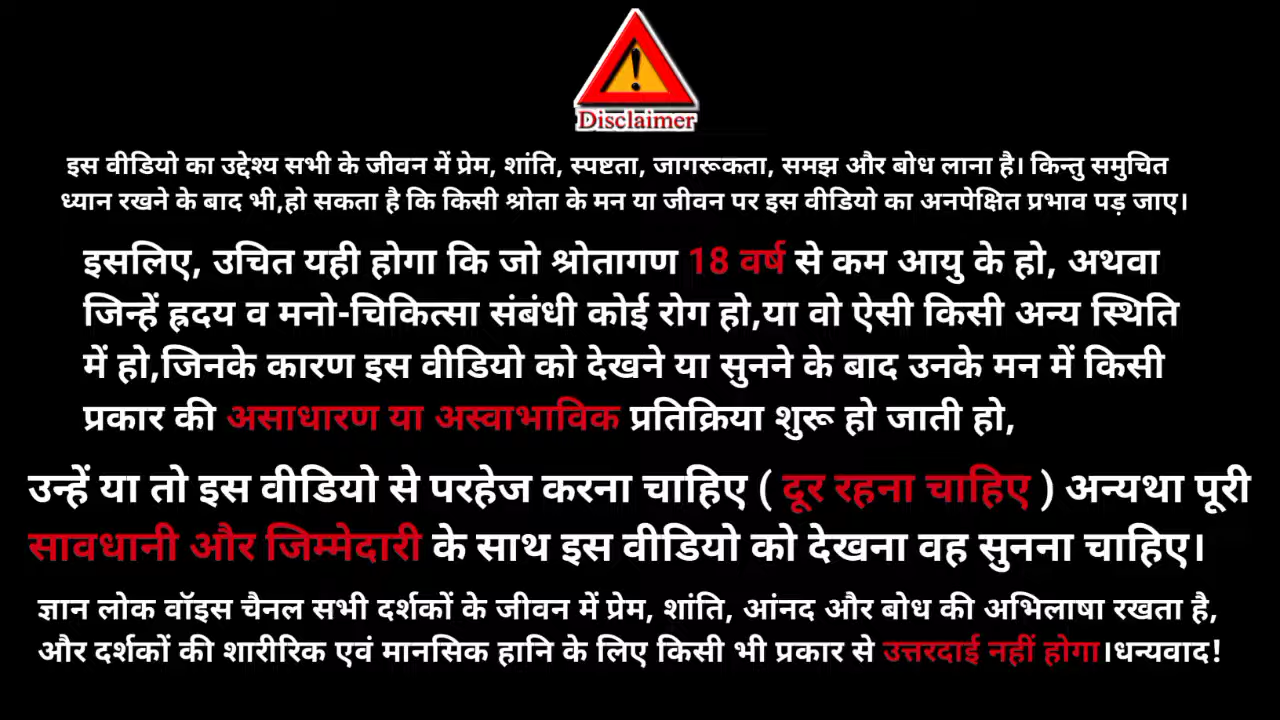 Disclaimer
इस वीडियो का उद्देश्य सभी के जीवन में प्रेम, शांति, स्पष्टता, जागरूकता, समझ और बोध लाना है। किन्तु समुचित
ध्यान रखने के बाद भी,हो सकता है कि किसी श्रोता के मन या जीवन पर इस वीडियो का अनपेक्षित प्रभाव पड़ जाए।
इसलिए, उचित यही होगा कि जो श्रोतागण 18 वर्ष से कम आयु के हो, अथवा
जिन्हें ह्रदय व मनो-चिकित्सा संबंधी कोई रोग हो,या वो ऐसी किसी अन्य स्थिति
में हो,जिनके कारण इस वीडियो को देखने या सुनने के बाद उनके मन में किसी
प्रकार की असाधारण या अस्वाभाविक प्रतिक्रिया शुरू हो जाती हो,
उन्हें या तो इस वीडियो से परहेज करना चाहिए ( दूर रहना चाहिए ) अन्यथा पूरी
सावधानी और जिम्मेदारी के साथ इस वीडियो को देखना वह सुनना चाहिए।
ज्ञान लोक वॉइस चैनल सभी दर्शकों के जीवन में प्रेम, शांति, आंनद और बोध की अभिलाषा रखता है,
और दर्शकों की शारीरिक एवं मानसिक हानि के लिए किसी भी प्रकार से उत्तरदाई नहीं होगा।धन्यवाद!